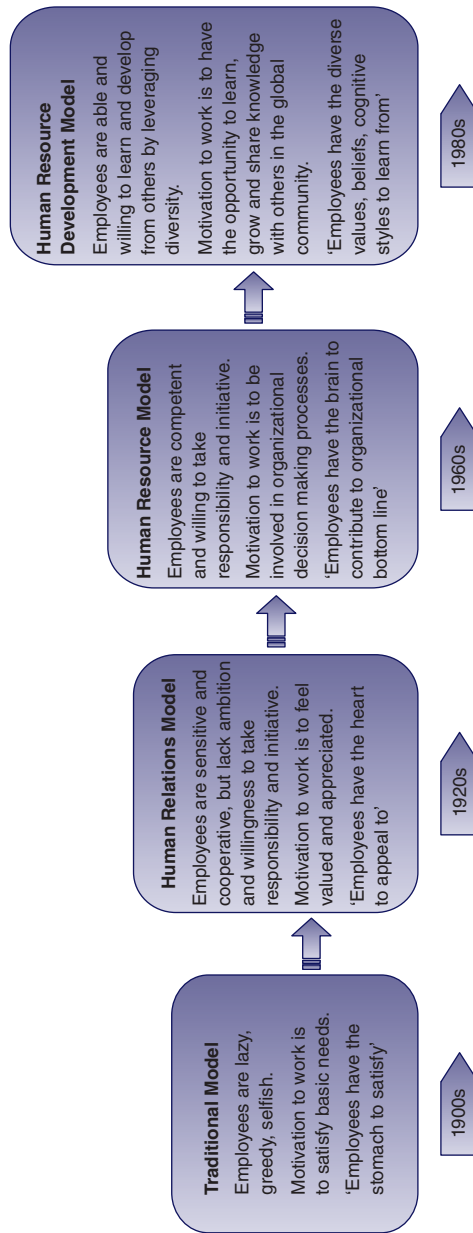 Traditional Model
Employees are lazy,
greedy, selfish.
Motivation to work is
to satisfy basic needs.
‘Employees have the
stomach to satisfy’
Human Relations Model
Employees are sensitive and
cooperative, but lack ambition
and willingness to take
responsibility and initiative.
Motivation to work is to feel
valued and appreciated.
‘Employees have the heart
to appeal to’
Human Resource Model
Employees are competent
and willing to take
responsibility and initiative.
Motivation to work is to be
involved in organizational
decision making processes.
‘Employees have the brain to
contribute to organizational
bottom line’
Human Resource
Development Model
Employees are able and
willing to learn and develop
from others by leveraging
diversity.
Motivation to work is to have
the opportunity to learn,
grow and share knowledge
with others in the global
community.
‘Employees have the diverse
values, beliefs, cognitive
styles to learn from’
1900s
1920s
1960s
1980s